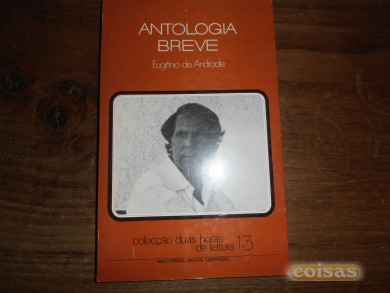 ANTOLOGIA
BREVE
Eugénio de Andrade
colecção duas horas
de leitura 13
coisas